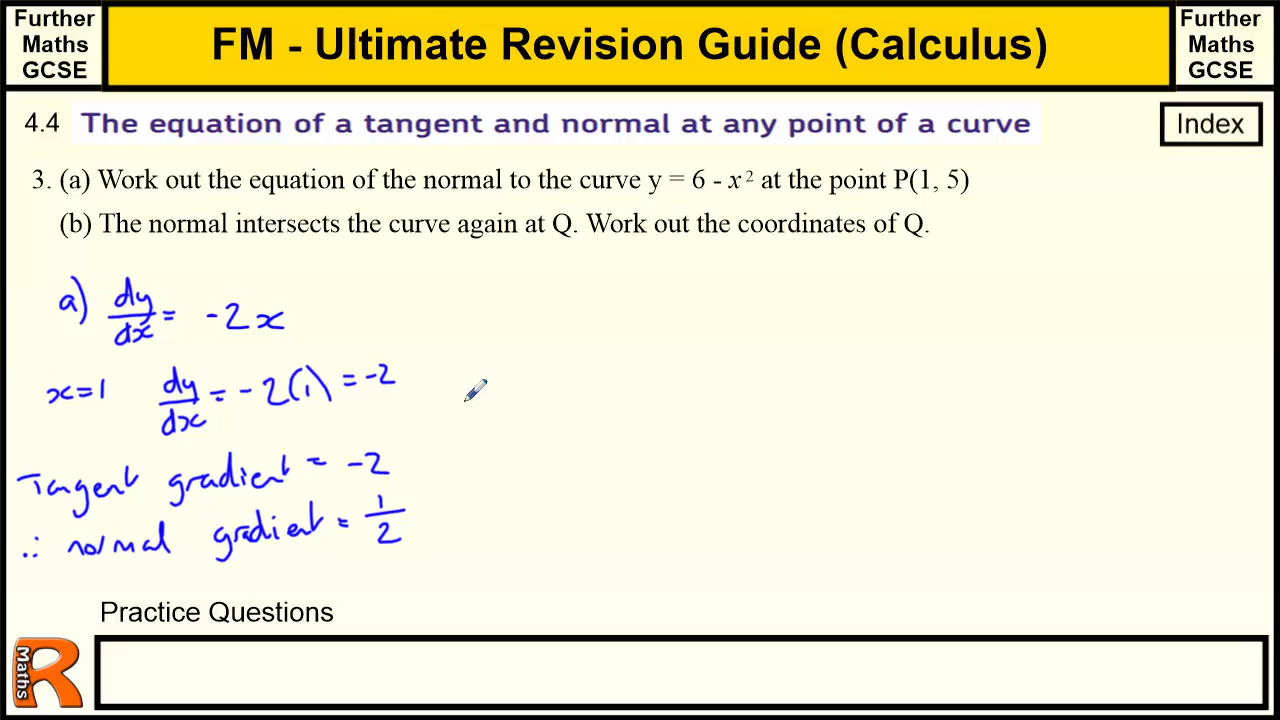 Further
Maths
GCSE
FM - Ultimate Revision Guide (Calculus)
Further
Maths
GCSE
4.4 The equation of a tangent and normal at any point of a curve
Index
3. (a) Work out the equation of the normal to the curve y = 6 - x² at the point P(1, 5)
(b) The normal intersects the curve again at Q. Work out the coordinates of Q.
a) dy/dx = -2x
x=1 dy/dx = -2(1) = -2
Tangent gradient = -2
∴ normal gradient = 1/2
Practice Questions
R Maths